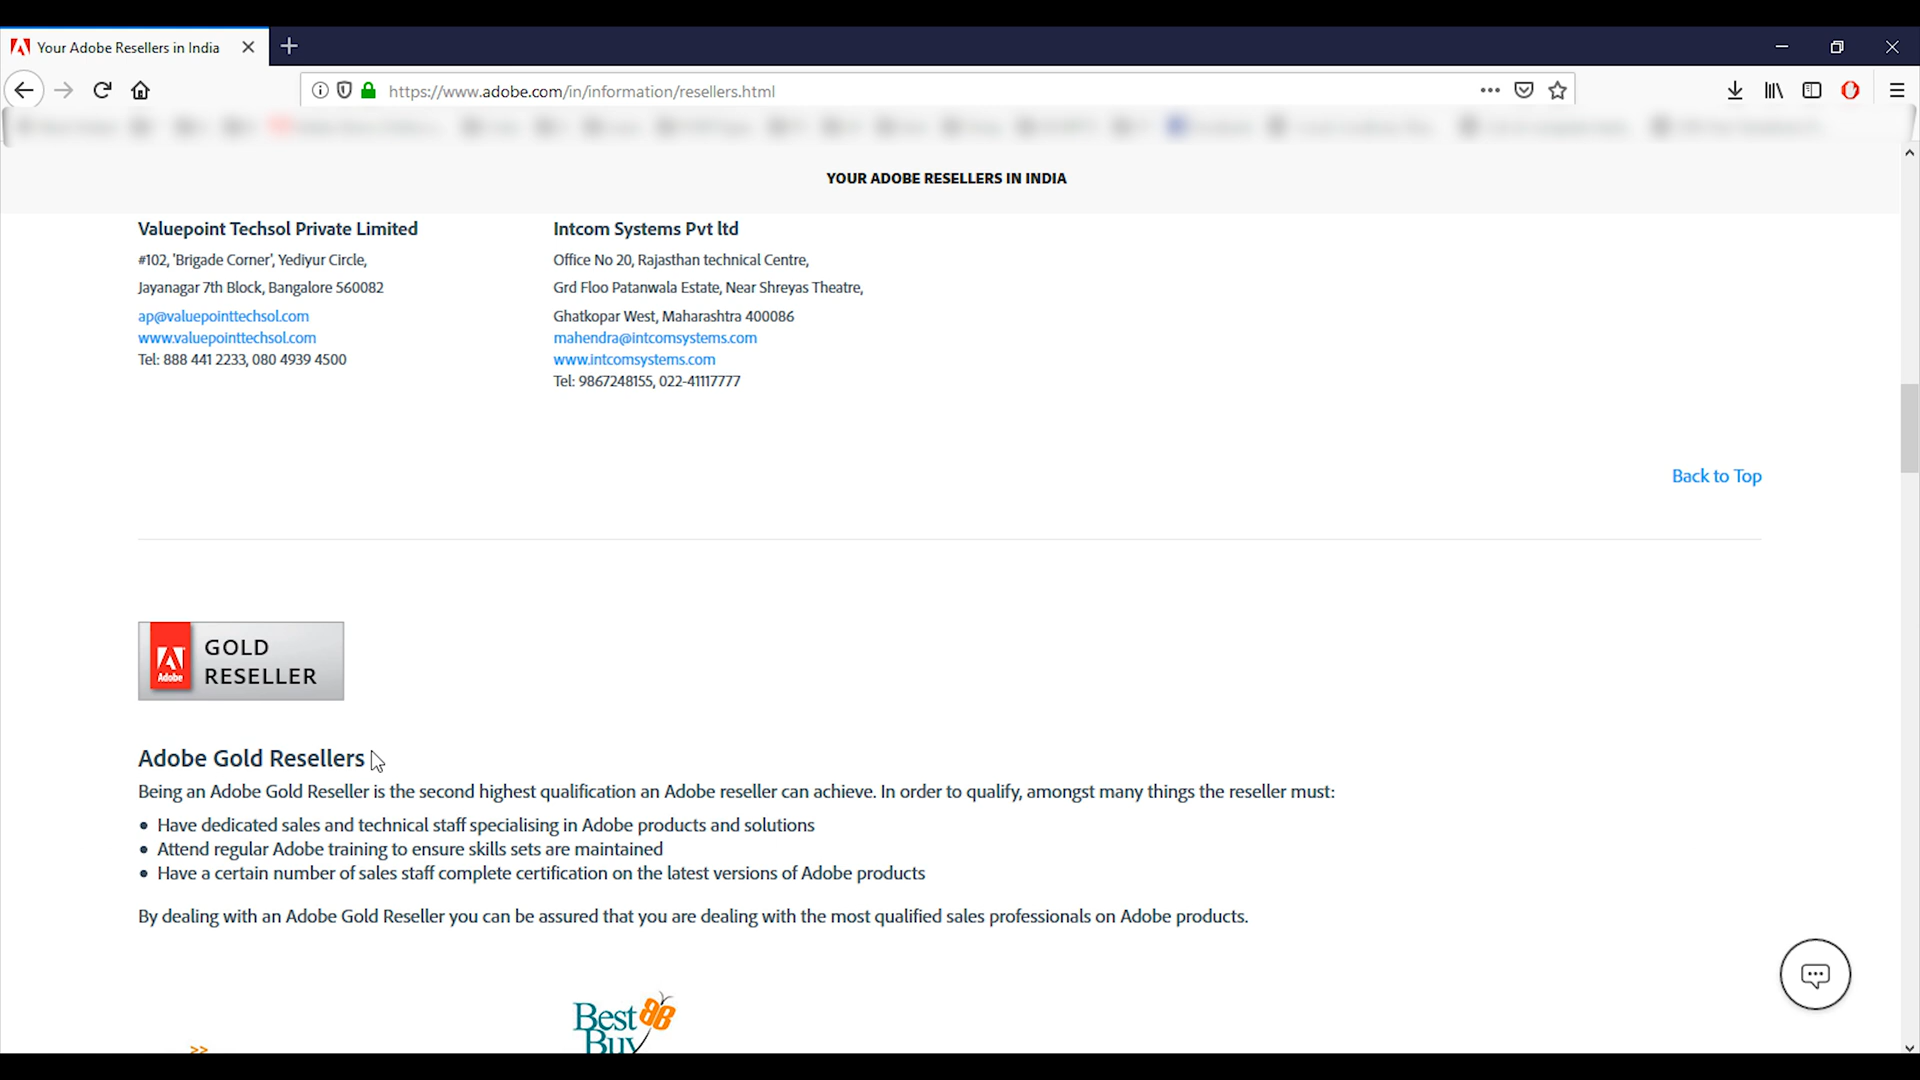 Your Adobe Resellers in India
https://www.adobe.com/in/information/resellers.html
YOUR ADOBE RESELLERS IN INDIA
Valuepoint Techsol Private Limited
#102, 'Brigade Corner', Yediyur Circle,
Jayanagar 7th Block, Bangalore 560082
ap@valuepointtechsol.com
www.valuepointtechsol.com
Tel: 888 441 2233, 080 4939 4500
Intcom Systems Pvt ltd
Office No 20, Rajasthan technical Centre,
Grd Floo Patanwala Estate, Near Shreyas Theatre,
Ghatkopar West, Maharashtra 400086
mahendra@intcomsystems.com
www.intcomsystems.com
Tel: 9867248155, 022-41117777
Back to Top
Adobe
GOLD
RESELLER
Adobe Gold Resellers
Being an Adobe Gold Reseller is the second highest qualification an Adobe reseller can achieve. In order to qualify, amongst many things the reseller must:
• Have dedicated sales and technical staff specialising in Adobe products and solutions
• Attend regular Adobe training to ensure skills sets are maintained
• Have a certain number of sales staff complete certification on the latest versions of Adobe products
By dealing with an Adobe Gold Reseller you can be assured that you are dealing with the most qualified sales professionals on Adobe products.
>>
Best
Buy